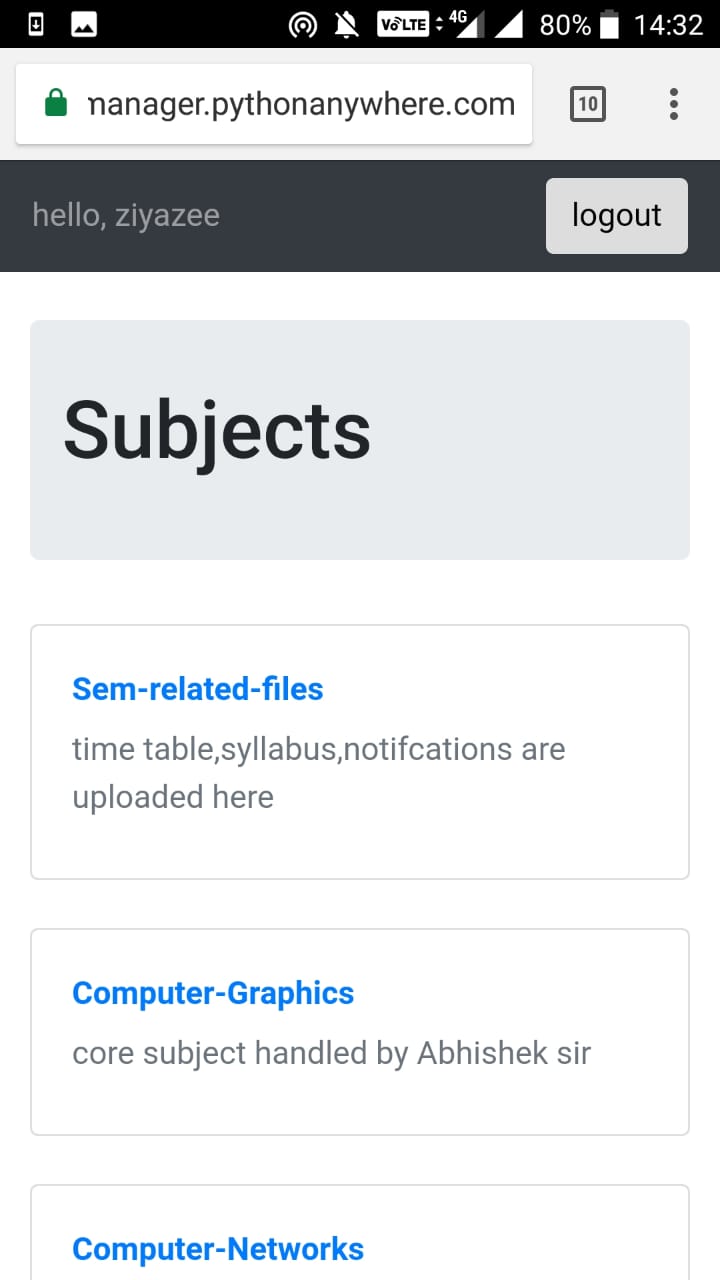 VoLTE 4G 80% 14:32
nanager.pythonanywhere.com 10
hello, ziyazee logout
Subjects
Sem-related-files
time table,syllabus,notifcations are
uploaded here
Computer-Graphics
core subject handled by Abhishek sir
Computer-Networks